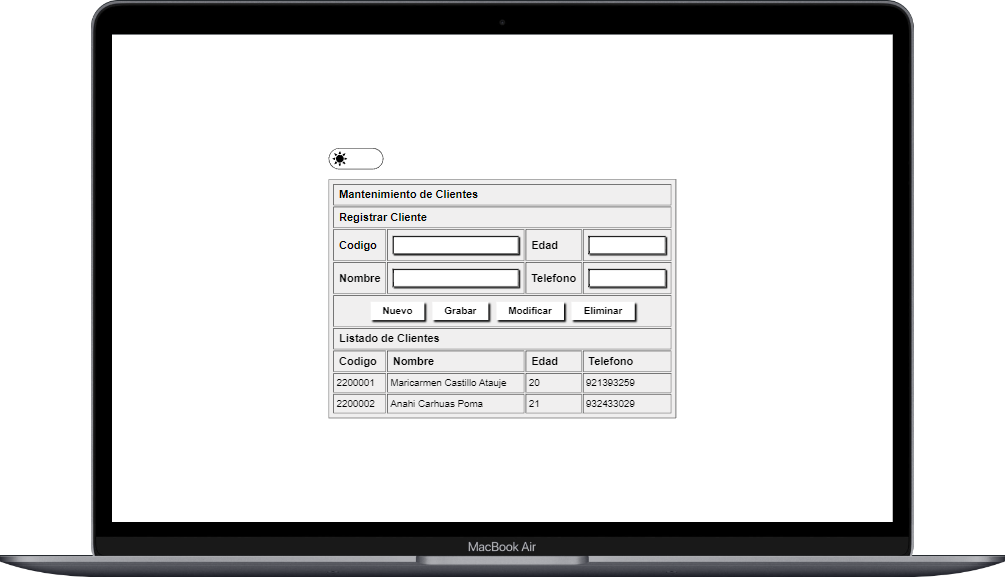 Mantenimiento de Clientes
Registrar Cliente
Codigo Edad
Nombre Telefono
Nuevo Grabar Modificar Eliminar
Listado de Clientes
Codigo Nombre Edad Telefono
2200001 Maricarmen Castillo Atauje 20 921393259
2200002 Anahi Carhuas Poma 21 932433029
MacBook Air